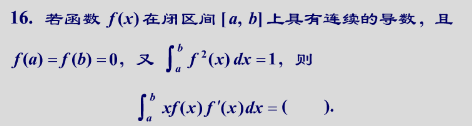 16. 若函数 f(x) 在闭区间 [a, b] 上具有连续的导数，且
f(a) = f(b) = 0，又 ∫_a^b f²(x) dx = 1，则
∫_a^b xf(x) f′(x)dx = (    ).